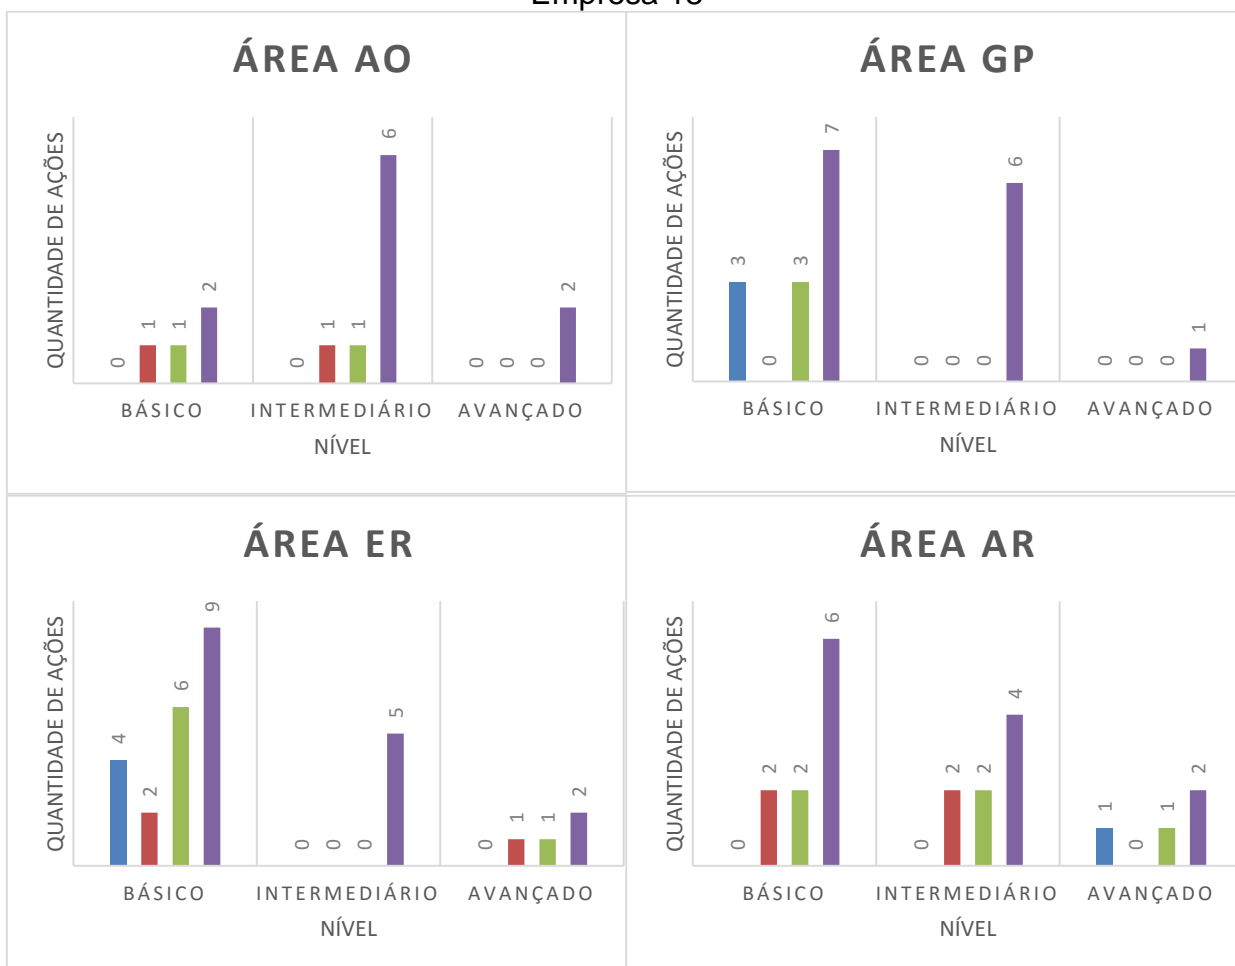 ÁREA AO
QUANTIDADE DE AÇÕES
0 1 1 2 0 1 1 6 0 0 0 2
BÁSICO INTERMEDIÁRIO AVANÇADO
NÍVEL
ÁREA GP
QUANTIDADE DE AÇÕES
3 0 3 7 0 0 0 6 0 0 0 1
BÁSICO INTERMEDIÁRIO AVANÇADO
NÍVEL
ÁREA ER
QUANTIDADE DE AÇÕES
4 2 6 9 0 0 0 5 0 1 1 2
BÁSICO INTERMEDIÁRIO AVANÇADO
NÍVEL
ÁREA AR
QUANTIDADE DE AÇÕES
0 2 2 6 0 2 2 4 1 0 1 2
BÁSICO INTERMEDIÁRIO AVANÇADO
NÍVEL